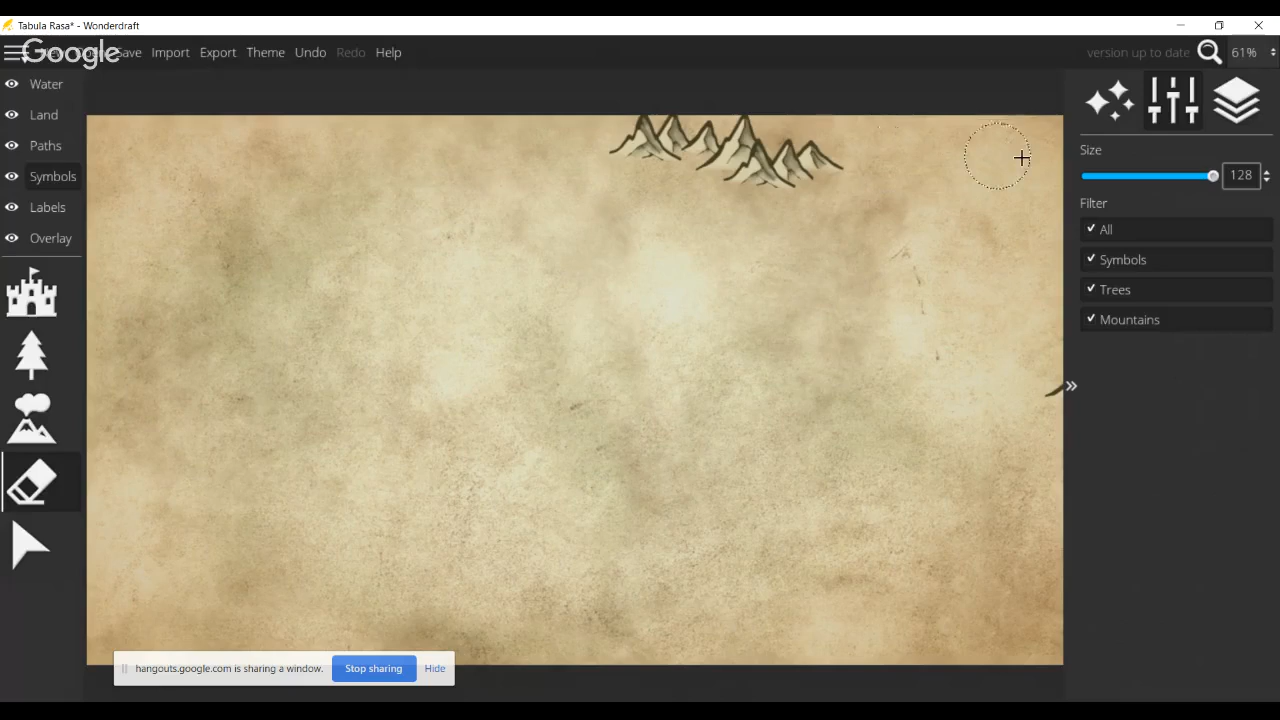 Tabula Rasa* - Wonderdraft
Google
Save Import Export Theme Undo Redo Help
version up to date 61%
Water
Land
Paths
Symbols
Labels
Overlay
Size
128
Filter
All
Symbols
Trees
Mountains
hangouts.google.com is sharing a window. Stop sharing Hide